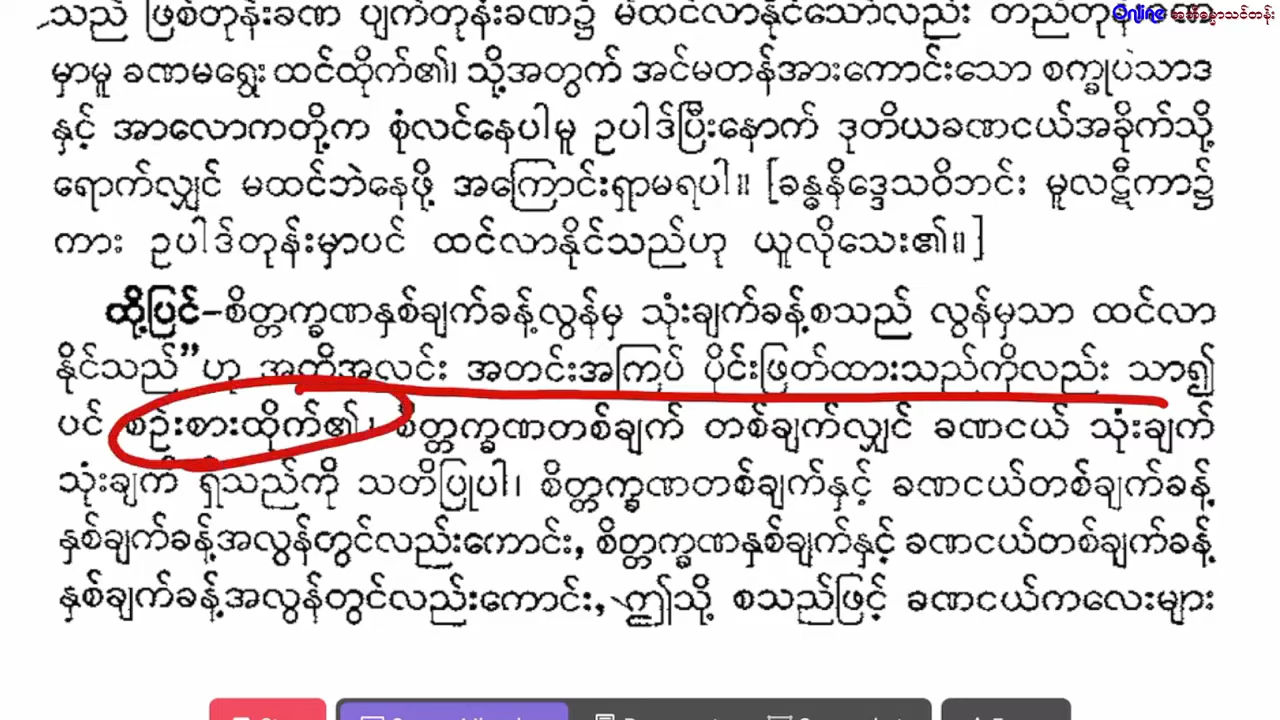 Online အဘိဓမ္မာသင်တန်း
သည် ဖြစ်တုန်းခဏ ပျက်တုန်းခဏ၌ မထင်လာနိုင်သော်လည်း တည်တုန်းခဏ
မှာမူ ခဏမရွေး ထင်ထိုက်၏၊ သို့အတွက် အင်မတန်အားကောင်းသော စက္ခုပသာဒ
နှင့် အာလောကတို့က စုံလင်နေပါမူ ဥပါဒ်ပြီးနောက် ဒုတိယခဏငယ်အခိုက်သို့
ရောက်လျှင် မထင်ဘဲနေဖို့ အကြောင်းရှာမရပါ။ [ခန္ဓနိဒ္ဒေသဝိဘင်း မူလဋီကာ၌
ကား ဥပါဒ်တုန်းမှာပင် ထင်လာနိုင်သည်ဟု ယူလိုသေး၏။]
ထို့ပြင်–စိတ္တက္ခဏနှစ်ချက်ခန့်လွန်မှ သုံးချက်ခန့်စသည် လွန်မှသာ ထင်လာ
နိုင်သည်”ဟု အတိအလင်း အတင်းအကြပ် ပိုင်းဖြတ်ထားသည်ကိုလည်း သာ၍
ပင် စဉ်းစားထိုက်၏၊ စိတ္တက္ခဏတစ်ချက် တစ်ချက်လျှင် ခဏငယ် သုံးချက်
သုံးချက် ရှိသည်ကို သတိပြုပါ၊ စိတ္တက္ခဏတစ်ချက်နှင့် ခဏငယ်တစ်ချက်ခန့်
နှစ်ချက်ခန့်အလွန်တွင်လည်းကောင်း, စိတ္တက္ခဏနှစ်ချက်နှင့် ခဏငယ်တစ်ချက်ခန့်
နှစ်ချက်ခန့်အလွန်တွင်လည်းကောင်း, ဤသို့ စသည်ဖြင့် ခဏငယ်ကလေးများ